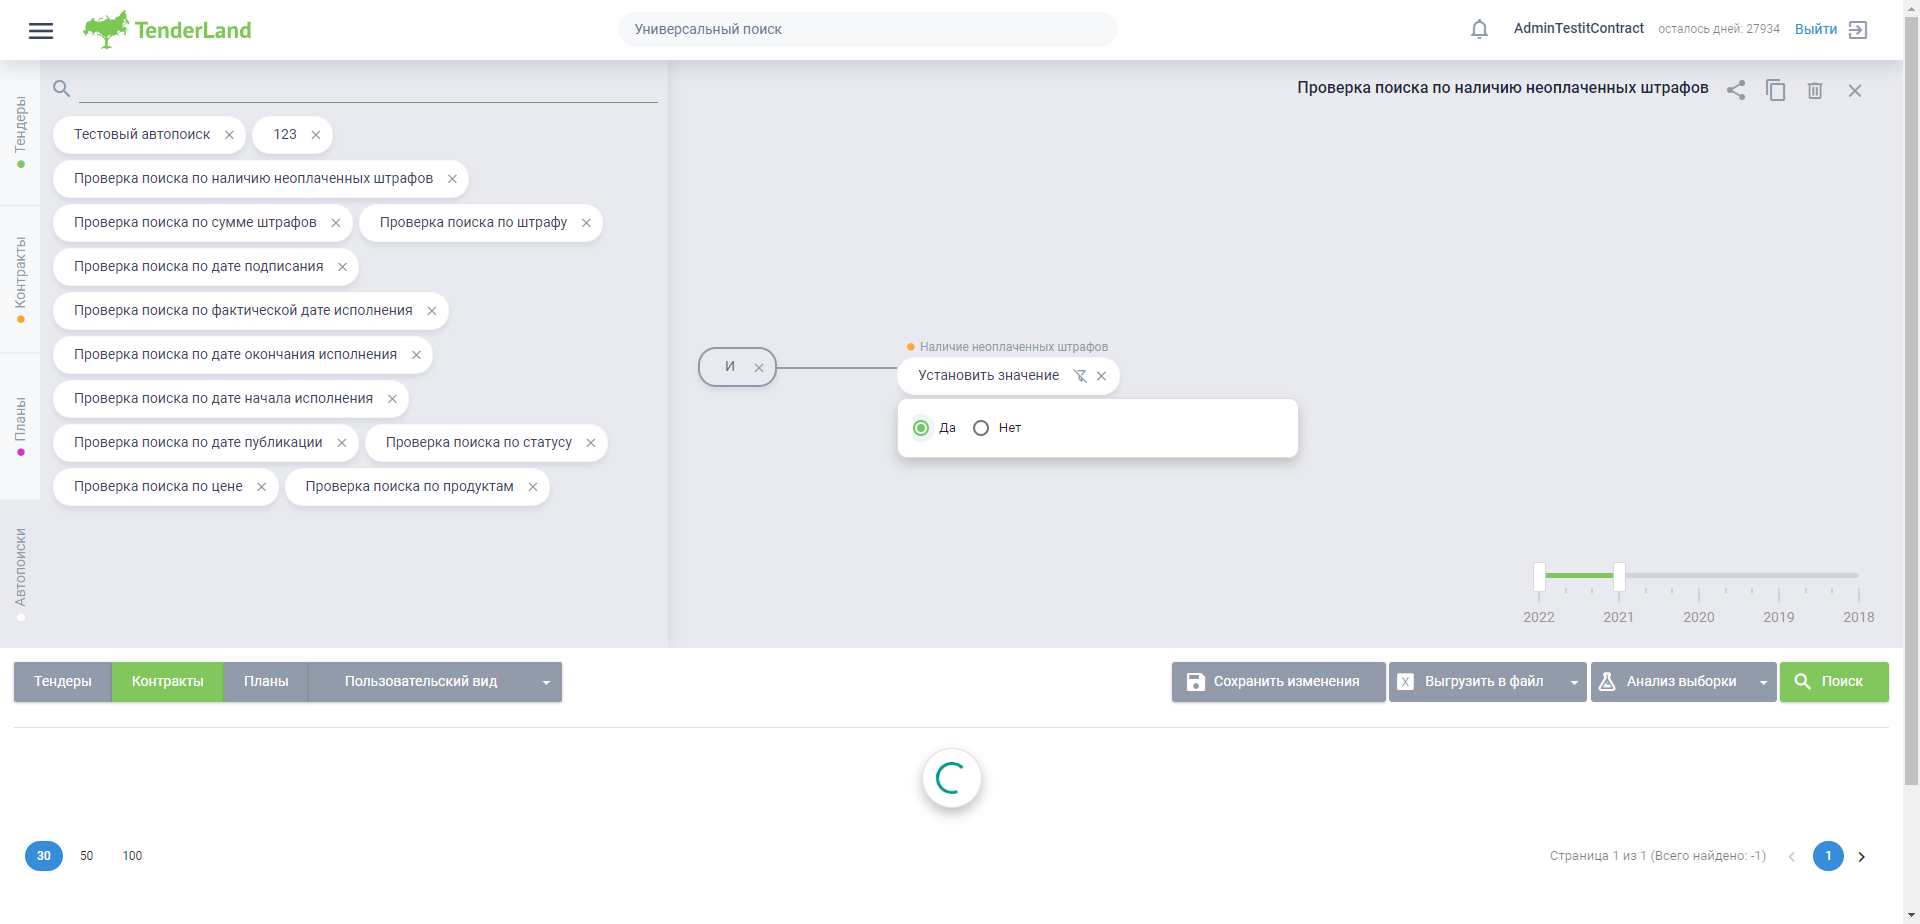 TenderLand
Универсальный поиск
AdminTestitContract
осталось дней: 27934
Выйти
Тендеры
Контракты
Планы
Автопоиски
Тестовый автопоиск
123
Проверка поиска по наличию неоплаченных штрафов
Проверка поиска по сумме штрафов
Проверка поиска по штрафу
Проверка поиска по дате подписания
Проверка поиска по фактической дате исполнения
Проверка поиска по дате окончания исполнения
Проверка поиска по дате начала исполнения
Проверка поиска по дате публикации
Проверка поиска по статусу
Проверка поиска по цене
Проверка поиска по продуктам
Проверка поиска по наличию неоплаченных штрафов
И
Наличие неоплаченных штрафов
Установить значение
Да
Нет
2022
2021
2020
2019
2018
Тендеры
Контракты
Планы
Пользовательский вид
Сохранить изменения
X
Выгрузить в файл
Анализ выборки
Поиск
30
50
100
Страница 1 из 1 (Всего найдено: -1)
1